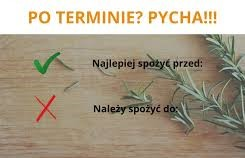 PO TERMINIE? PYCHA!!!
Najlepiej spożyć przed:
Należy spożyć do: